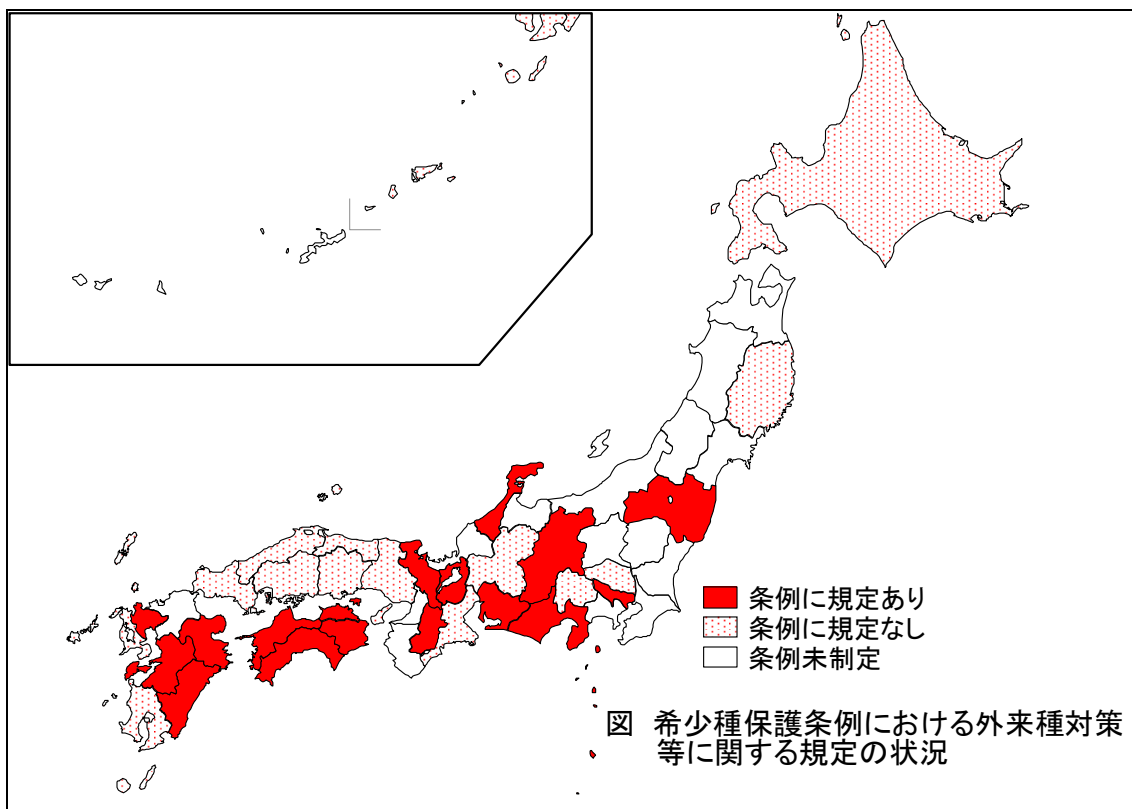 条例に規定あり
条例に規定なし
条例未制定
図 希少種保護条例における外来種対策
等に関する規定の状況